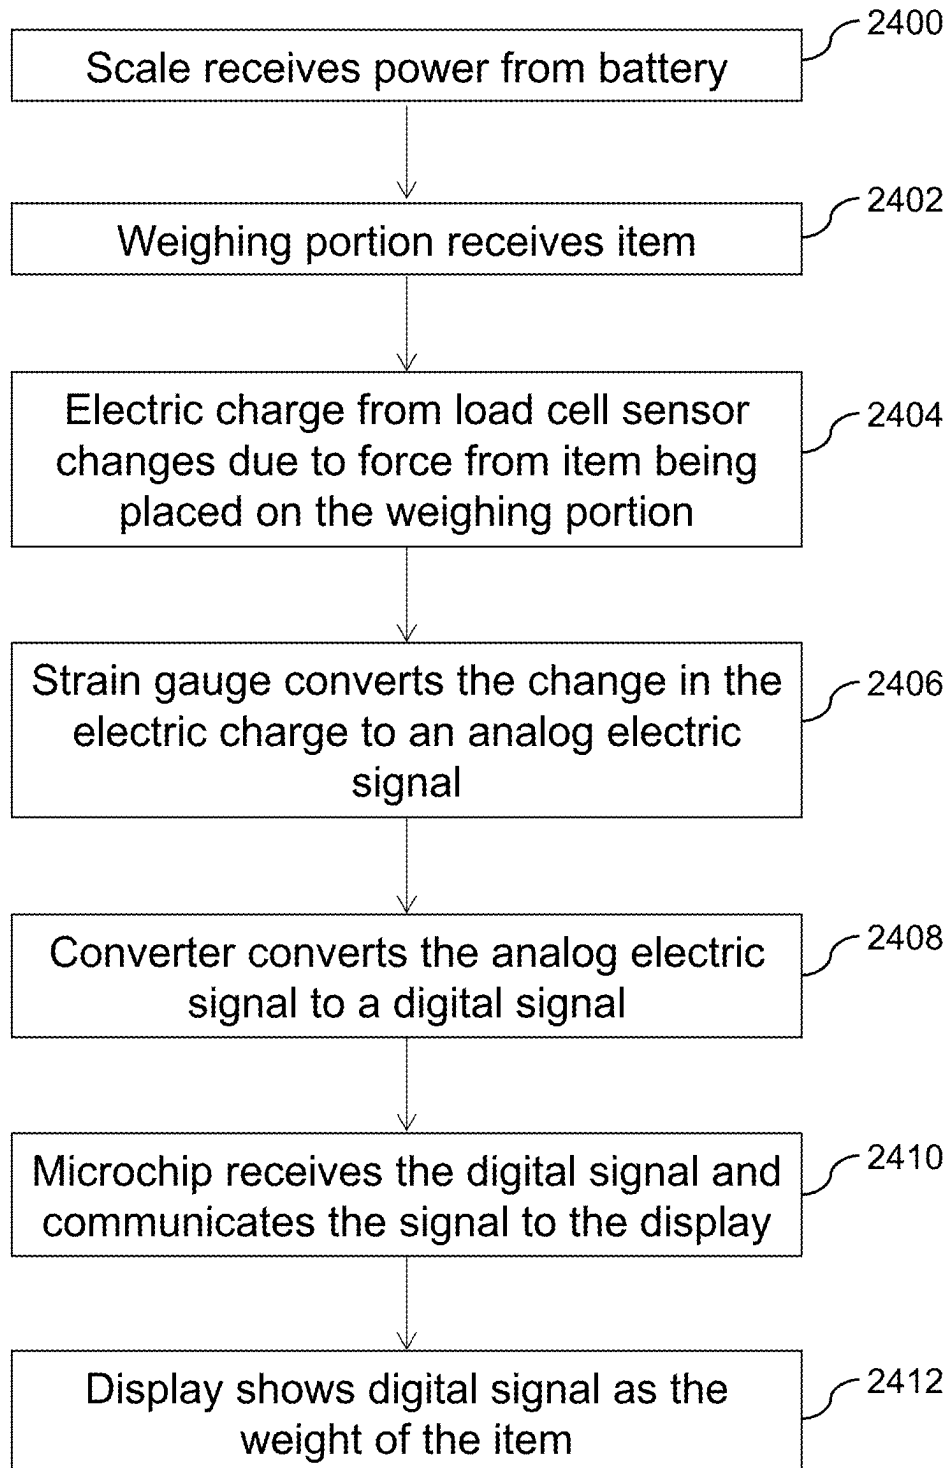 2400
Scale receives power from battery
2402
Weighing portion receives item
Electric charge from load cell sensor
2404
changes due to force from item being
placed on the weighing portion
Strain gauge converts the change in the
2406
electric charge to an analog electric
signal
2408
Converter converts the analog electric
signal to a digital signal
2410
Microchip receives the digital signal and
communicates the signal to the display
2412
Display shows digital signal as the
weight of the item